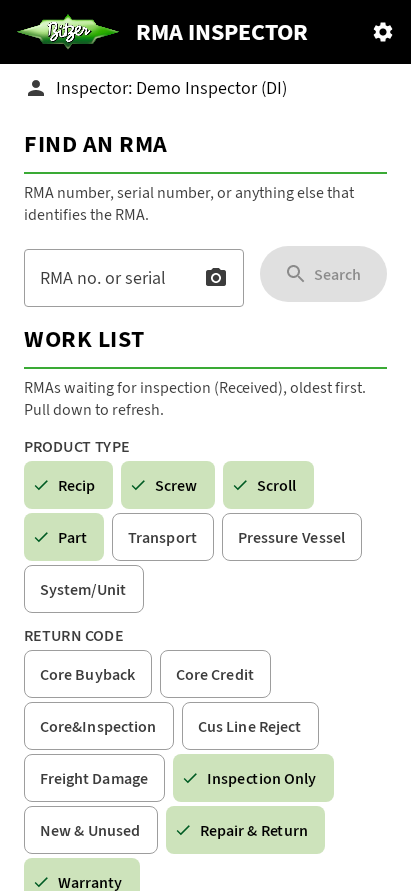 Bitzer RMA INSPECTOR
Inspector: Demo Inspector (DI)
FIND AN RMA
RMA number, serial number, or anything else that
identifies the RMA.
RMA no. or serial Search
WORK LIST
RMAs waiting for inspection (Received), oldest first.
Pull down to refresh.
PRODUCT TYPE
Recip Screw Scroll
Part Transport Pressure Vessel
System/Unit
RETURN CODE
Core Buyback Core Credit
Core&Inspection Cus Line Reject
Freight Damage Inspection Only
New & Unused Repair & Return
Warranty